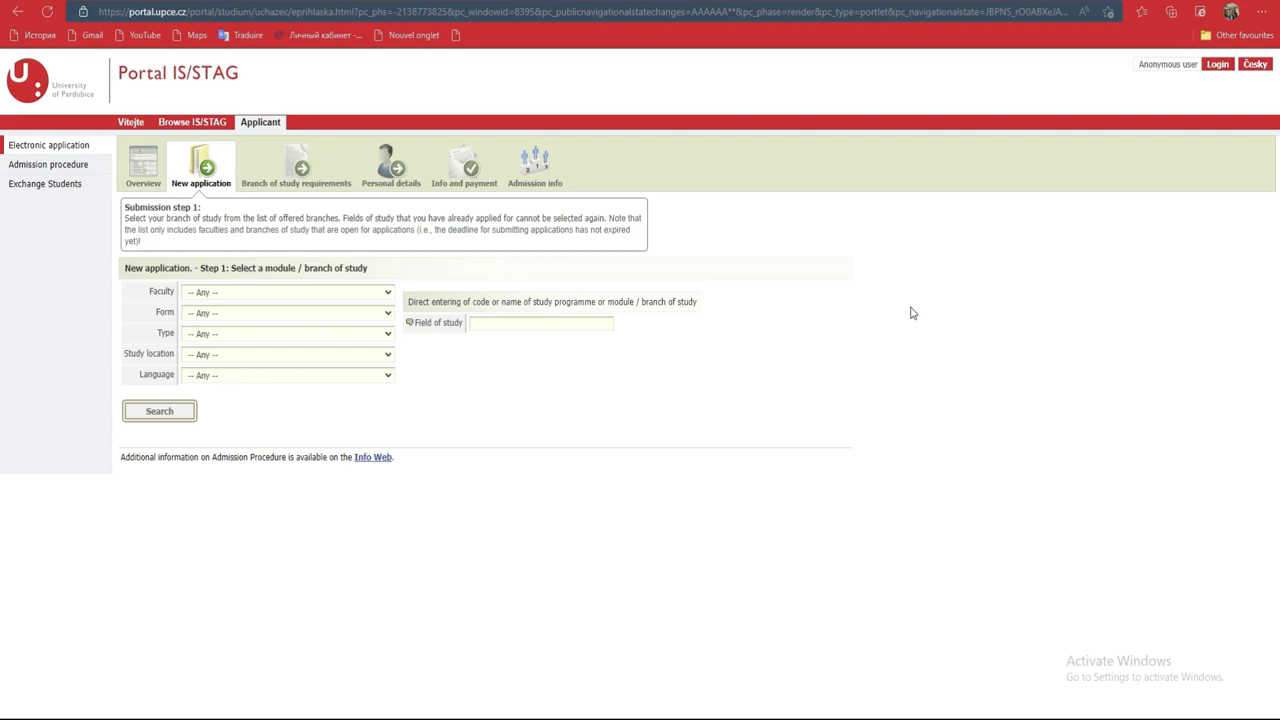 https://portal.upce.cz/portal/studium/uchazec/eprihlaska.html?pc_phs=-2138773825&pc_windowid=8395&pc_publicnavigationalstatechanges=AAAAAA**&pc_phase=render&pc_type=portlet&pc_navigationalstate=JBPNS_rO0ABXeJA...
История Gmail YouTube Maps Traduire Личный кабинет -... Nouvel onglet Other favourites
U: University of Pardubice
Portal IS/STAG
Anonymous user Login Česky
Vítejte Browse IS/STAG Applicant
Electronic application
Admission procedure
Exchange Students
Overview New application Branch of study requirements Personal details Info and payment Admission info
Submission step 1:
Select your branch of study from the list of offered branches. Fields of study that you have already applied for cannot be selected again. Note that
the list only includes faculties and branches of study that are open for applications (i.e., the deadline for submitting applications has not expired
yet)!
New application. - Step 1: Select a module / branch of study
Faculty -- Any --
Form -- Any --
Type -- Any --
Study location -- Any --
Language -- Any --
Direct entering of code or name of study programme or module / branch of study
Field of study
Search
Additional information on Admission Procedure is available on the Info Web.
Activate Windows
Go to Settings to activate Windows.